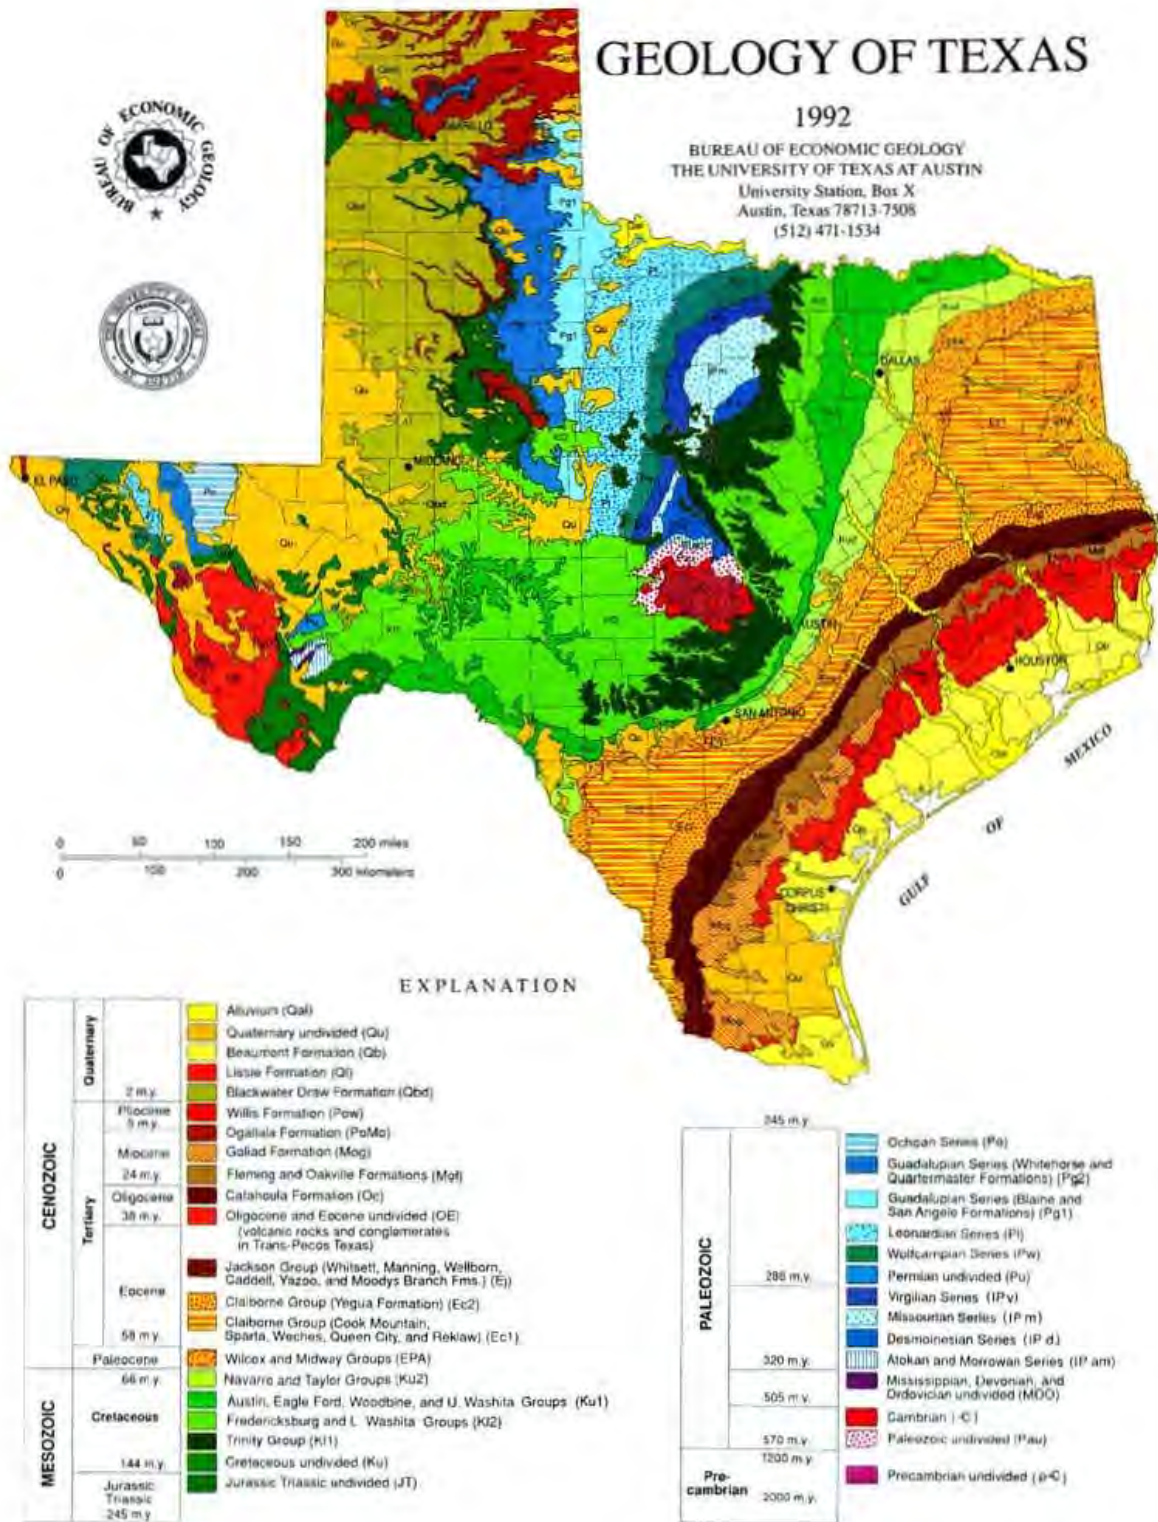 GEOLOGY OF TEXAS
1992
BUREAU OF ECONOMIC GEOLOGY
THE UNIVERSITY OF TEXAS AT AUSTIN
University Station, Box X
Austin, Texas 78713-7508
(512) 471-1534
BUREAU OF ECONOMIC GEOLOGY
THE UNIVERSITY OF TEXAS
AT AUSTIN
DALLAS
MIDLAND
EL PASO
AUSTIN
HOUSTON
SAN ANTONIO
CORPUS
CHRISTI
GULF OF MEXICO
0 50 100 150 200 miles
0 100 200 300 kilometers
EXPLANATION
CENOZOIC
Quaternary
2 m.y.
Tertiary
Pliocene
5 m.y.
Miocene
24 m.y.
Oligocene
38 m.y.
Eocene
58 m.y.
Paleocene
66 m.y.
MESOZOIC
Cretaceous
144 m.y.
Jurassic
Triassic
245 m.y
Alluvium (Qal)
Quaternary undivided (Qu)
Beaumont Formation (Qb)
Lissie Formation (Ql)
Blackwater Draw Formation (Qbd)
Willis Formation (Pow)
Ogallala Formation (PoMo)
Goliad Formation (Mog)
Fleming and Oakville Formations (Mof)
Catahoula Formation (Oc)
Oligocene and Eocene undivided (OE)
(volcanic rocks and conglomerates
in Trans-Pecos Texas)
Jackson Group (Whitsett, Manning, Wellborn,
Caddell, Yazoo, and Moodys Branch Fms.) (Ej)
Claiborne Group (Yegua Formation) (Ec2)
Claiborne Group (Cook Mountain,
Sparta, Weches, Queen City, and Reklaw) (Ec1)
Wilcox and Midway Groups (EPA)
Navarro and Taylor Groups (Ku2)
Austin, Eagle Ford, Woodbine, and U. Washita Groups (Ku1)
Fredericksburg and L. Washita Groups (Kl2)
Trinity Group (Kl1)
Cretaceous undivided (Ku)
Jurassic Triassic undivided (JT)
245 m.y.
PALEOZOIC
286 m.y.
320 m.y.
505 m.y.
570 m.y.
1200 m.y.
Pre-
cambrian
2000 m.y.
Ochoan Series (Po)
Guadalupian Series (Whitehorse and
Quartermaster Formations) (Pg2)
Guadalupian Series (Blaine and
San Angelo Formations) (Pg1)
Leonardian Series (Pl)
Wolfcampian Series (Pw)
Permian undivided (Pu)
Virgilian Series (IPv)
Missourian Series (IP m)
Desmoinesian Series (IP d)
Atokan and Morrowan Series (IP am)
Mississippian, Devonian, and
Ordovician undivided (MDO)
Cambrian (-C)
Paleozoic undivided (Pau)
Precambrian undivided (p-C)